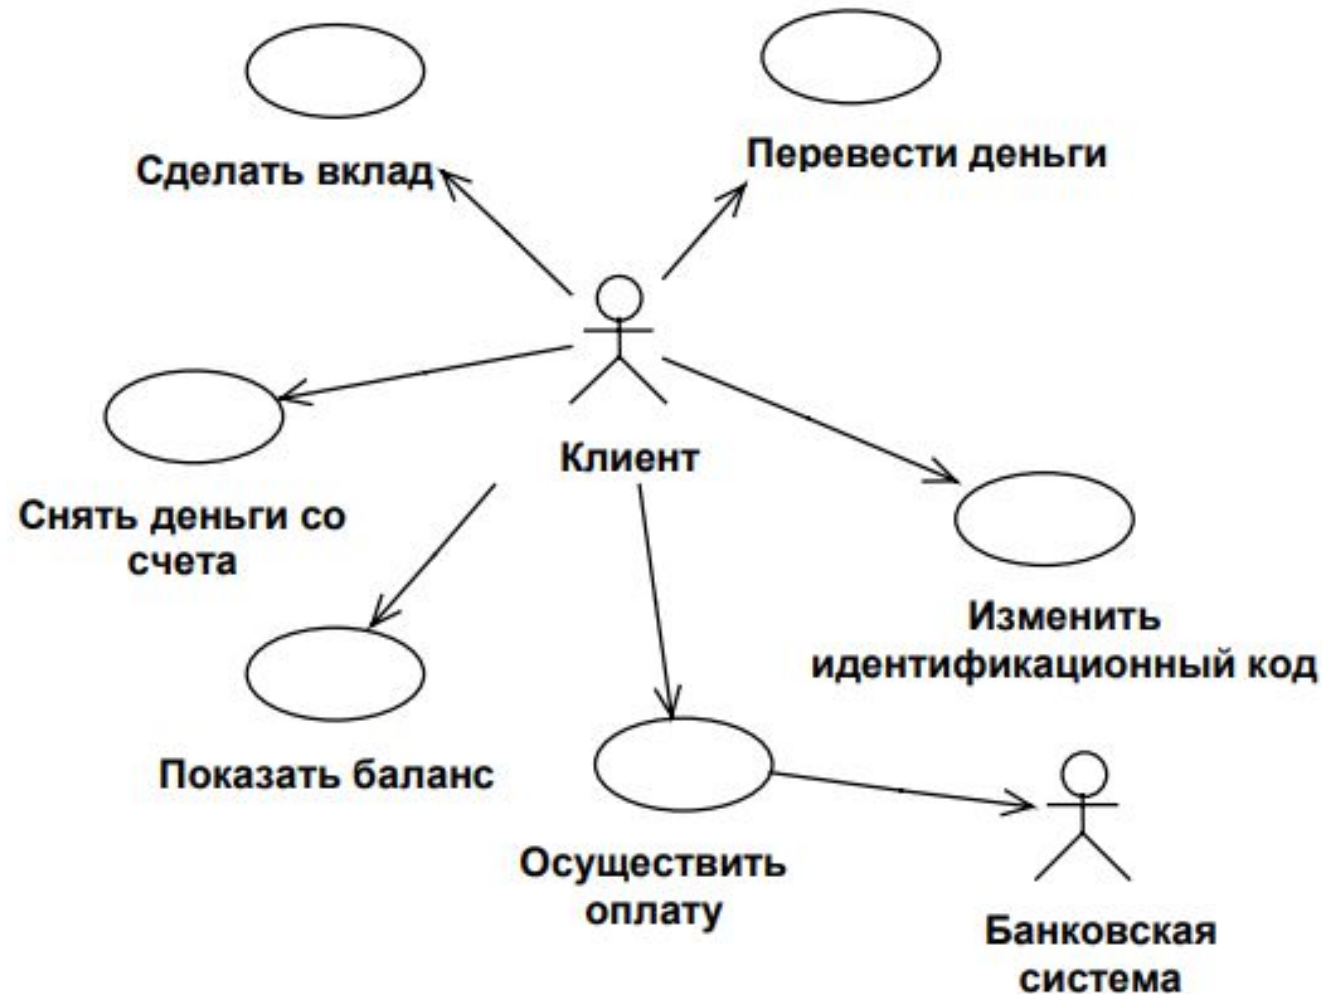 Сделать вклад
Перевести деньги
Клиент
Снять деньги со
счета
Изменить
идентификационный код
Показать баланс
Осуществить
оплату
Банковская
система